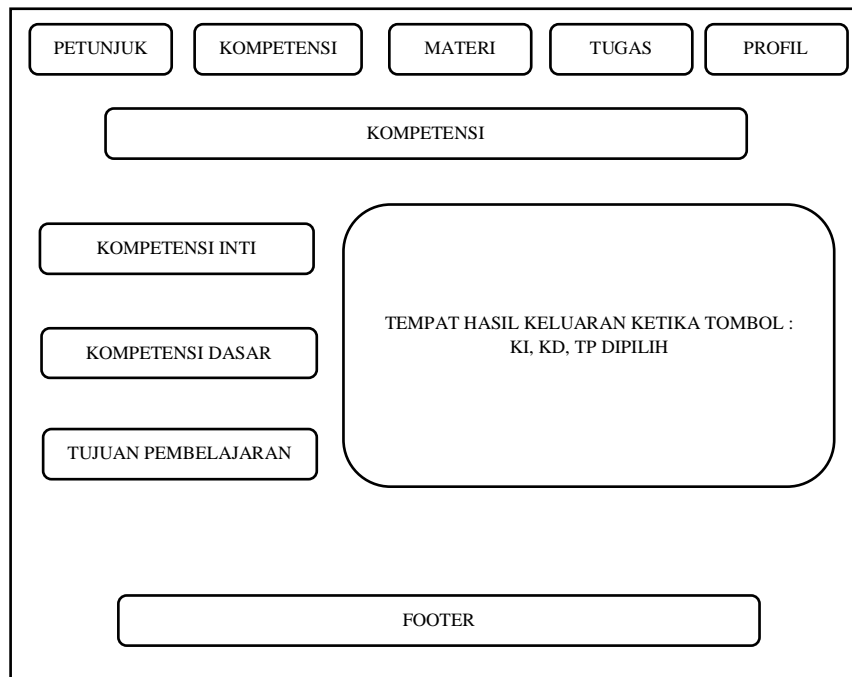 PETUNJUK
KOMPETENSI
MATERI
TUGAS
PROFIL
KOMPETENSI
KOMPETENSI INTI
KOMPETENSI DASAR
TUJUAN PEMBELAJARAN
TEMPAT HASIL KELUARAN KETIKA TOMBOL :
KI, KD, TP DIPILIH
FOOTER